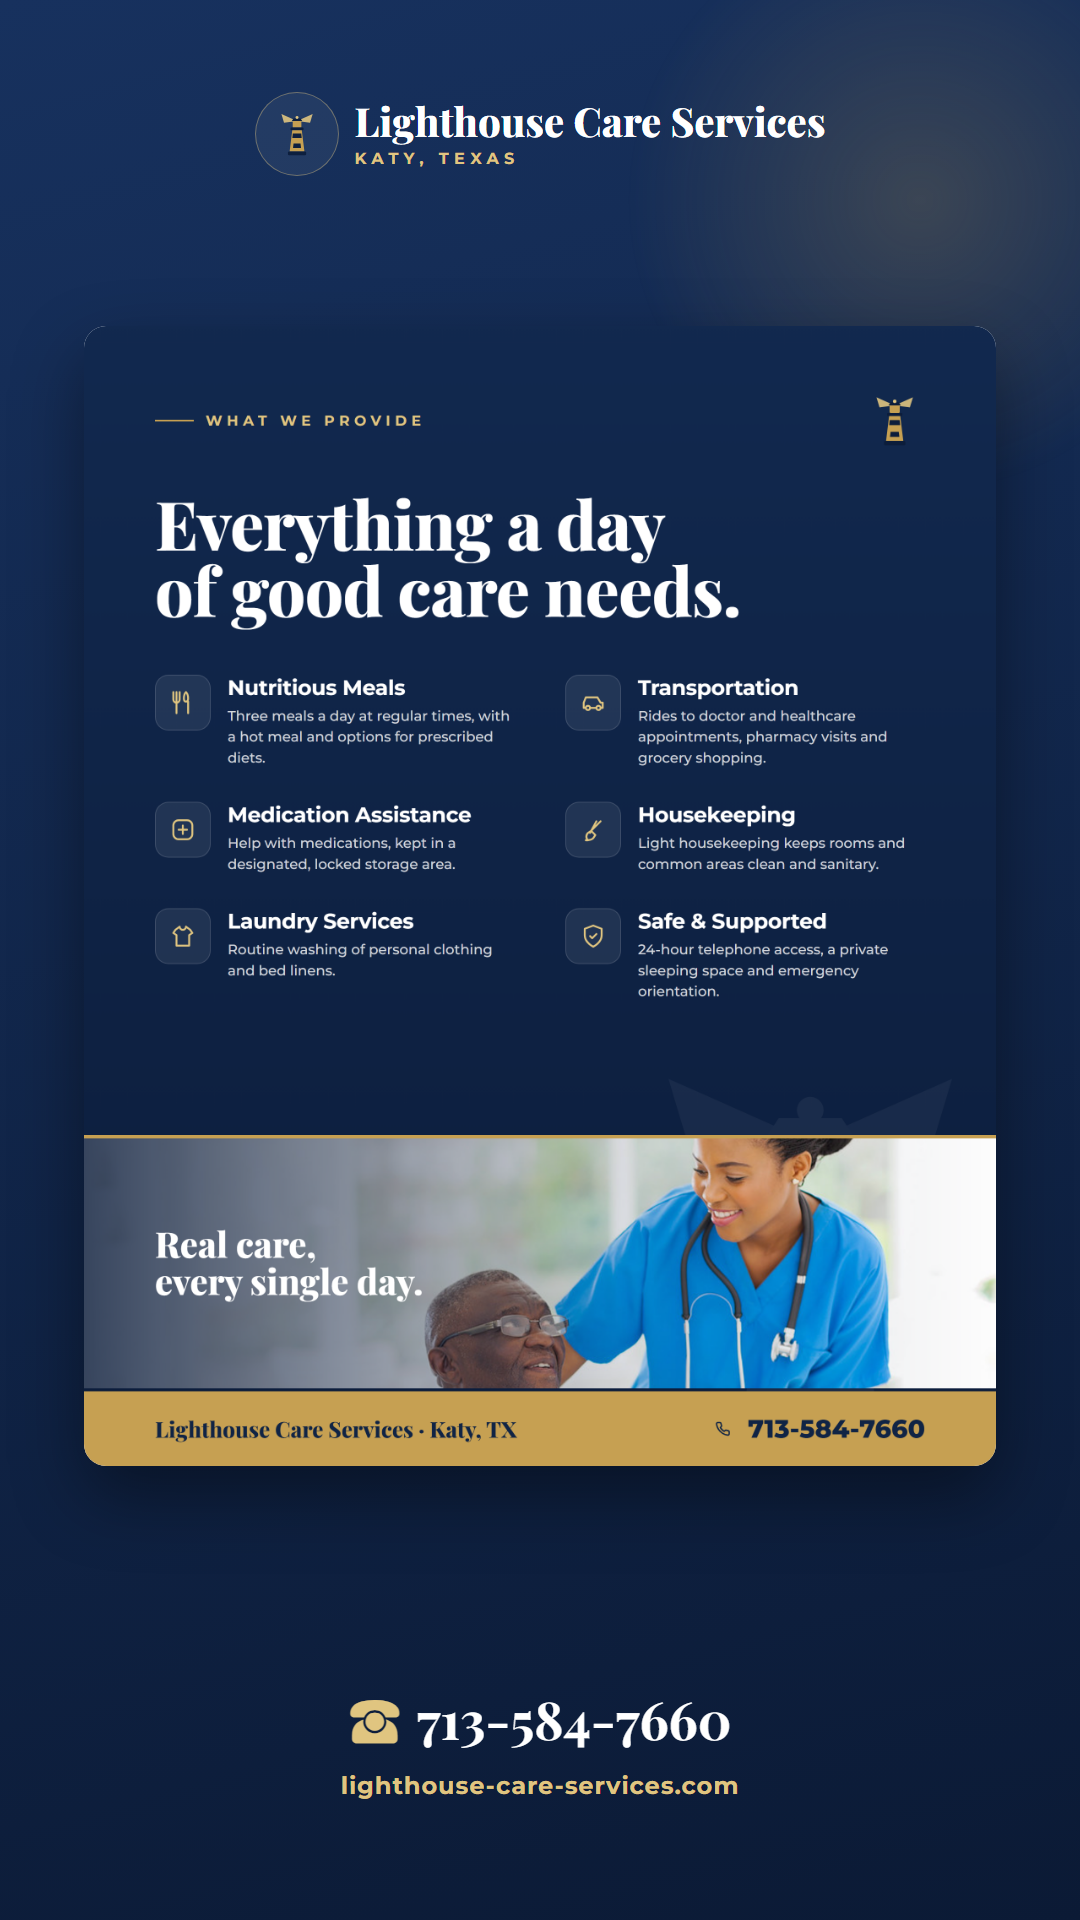 Lighthouse Care Services
KATY, TEXAS
WHAT WE PROVIDE
Everything a day
of good care needs.
Nutritious Meals
Three meals a day at regular times, with
a hot meal and options for prescribed
diets.
Transportation
Rides to doctor and healthcare
appointments, pharmacy visits and
grocery shopping.
Medication Assistance
Help with medications, kept in a
designated, locked storage area.
Housekeeping
Light housekeeping keeps rooms and
common areas clean and sanitary.
Laundry Services
Routine washing of personal clothing
and bed linens.
Safe & Supported
24-hour telephone access, a private
sleeping space and emergency
orientation.
Real care,
every single day.
Lighthouse Care Services · Katy, TX
713-584-7660
713-584-7660
lighthouse-care-services.com